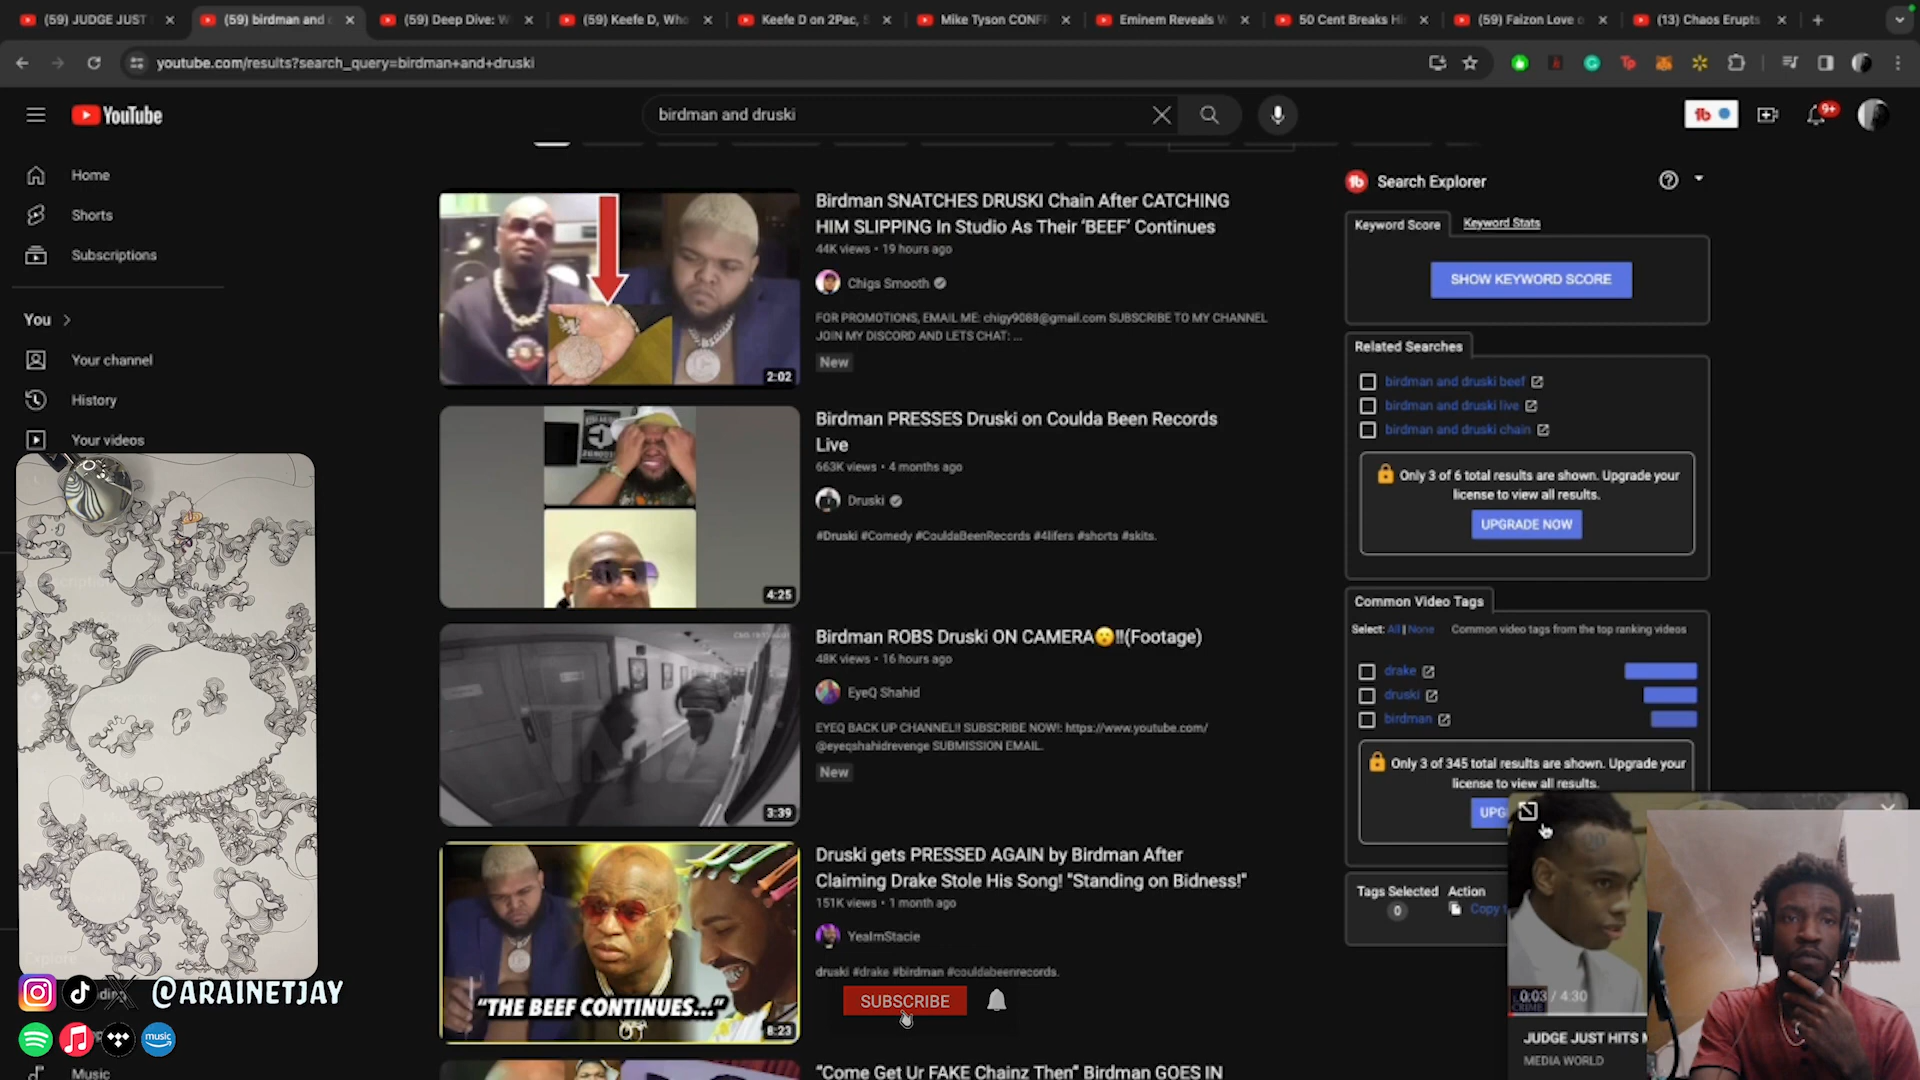 (59) JUDGE JUST
(59) birdman and
(59) Deep Dive: W
(59) Keefe D, Who
Keefe D on 2Pac,
Mike Tyson CONF
Eminem Reveals
50 Cent Breaks Hi
(59) Faizon Love o
(13) Chaos Erupts
youtube.com/results?search_query=birdman+and+druski
YouTube
birdman and druski
9+
Home
Shorts
Subscriptions
You
Your channel
History
Your videos
Birdman SNATCHES DRUSKI Chain After CATCHING
HIM SLIPPING In Studio As Their ‘BEEF’ Continues
44K views • 19 hours ago
Chigs Smooth
FOR PROMOTIONS, EMAIL ME: chigy9088@gmail.com SUBSCRIBE TO MY CHANNEL
JOIN MY DISCORD AND LETS CHAT: ...
New
2:02
Birdman PRESSES Druski on Coulda Been Records
Live
663K views • 4 months ago
Druski
#Druski #Comedy #CouldaBeenRecords #4lifers #shorts #skits.
4:25
Birdman ROBS Druski ON CAMERA😮‼(Footage)
48K views • 16 hours ago
EyeQ Shahid
EYEQ BACK UP CHANNEL!! SUBSCRIBE NOW!: https://www.youtube.com/
@eyeqshahidrevenge SUBMISSION EMAIL.
New
3:39
Druski gets PRESSED AGAIN by Birdman After
Claiming Drake Stole His Song! "Standing on Bidness!"
151K views • 1 month ago
YeaImStacie
druski #drake #birdman #couldabeenrecords.
"THE BEEF CONTINUES..."
8:23
SUBSCRIBE
"Come Get Ur FAKE Chainz Then" Birdman GOES IN
Search Explorer
Keyword Score
Keyword Stats
SHOW KEYWORD SCORE
Related Searches
birdman and druski beef
birdman and druski live
birdman and druski chain
Only 3 of 6 total results are shown. Upgrade your
license to view all results.
UPGRADE NOW
Common Video Tags
Select: All | None
Common video tags from the top ranking videos
drake
druski
birdman
Only 3 of 345 total results are shown. Upgrade your
license to view all results.
UPG
Tags Selected
0
Action
Copy
0:03 / 4:30
JUDGE JUST HITS
MEDIA WORLD
@ARAINETJAY
music
Music